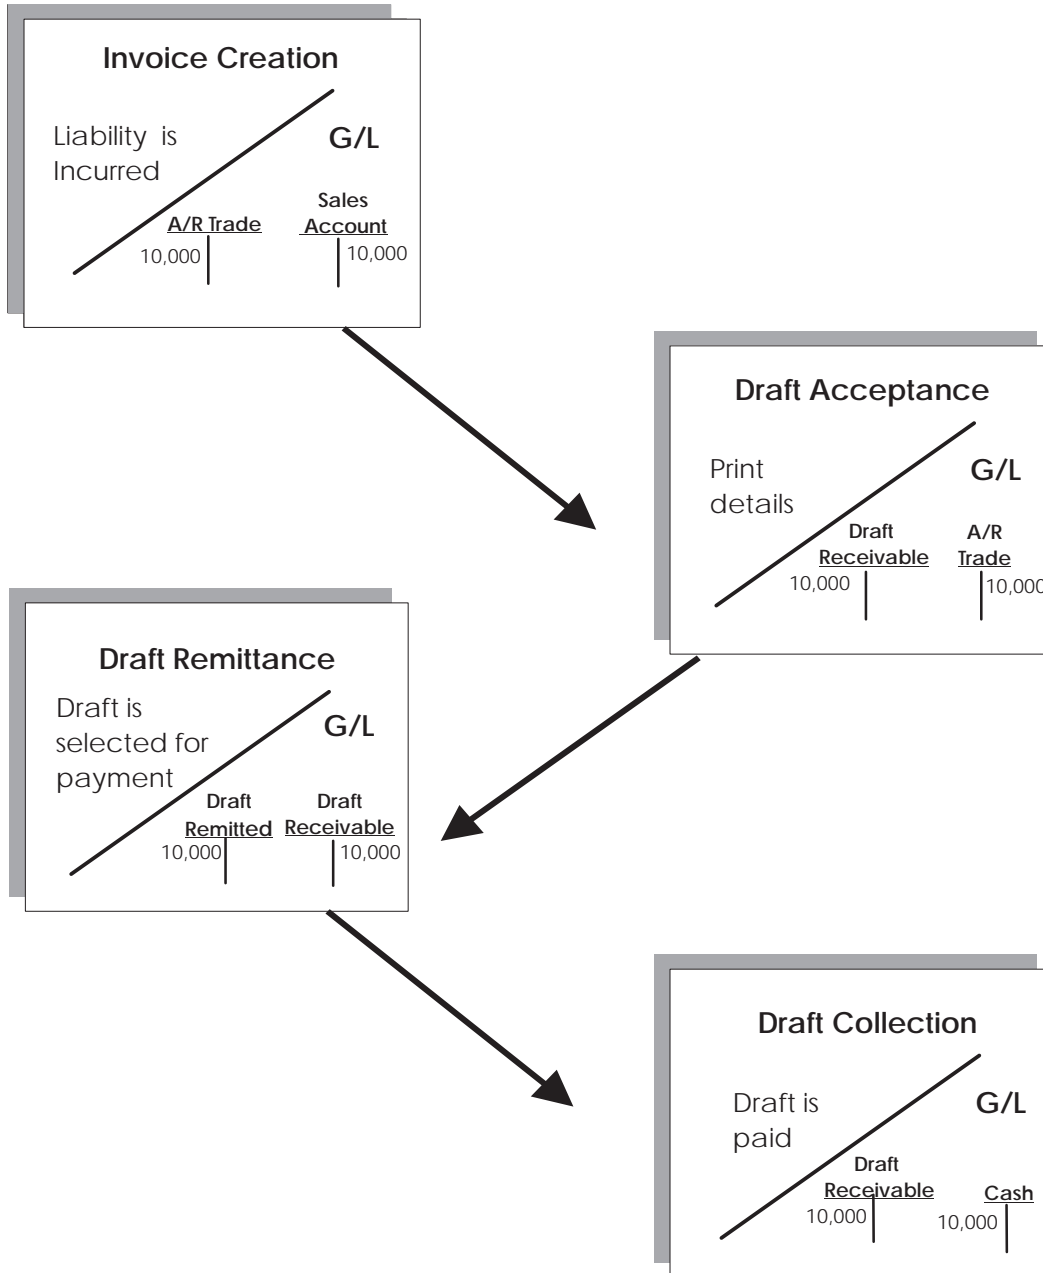 Invoice Creation
Liability is
Incurred
G/L
A/R Trade
Sales
Account
10,000
10,000
Draft Acceptance
Print
details
G/L
Draft
Receivable
A/R
Trade
10,000
10,000
Draft Remittance
Draft is
selected for
payment
G/L
Draft
Remitted
Draft
Receivable
10,000
10,000
Draft Collection
Draft is
paid
G/L
Draft
Receivable
Cash
10,000
10,000